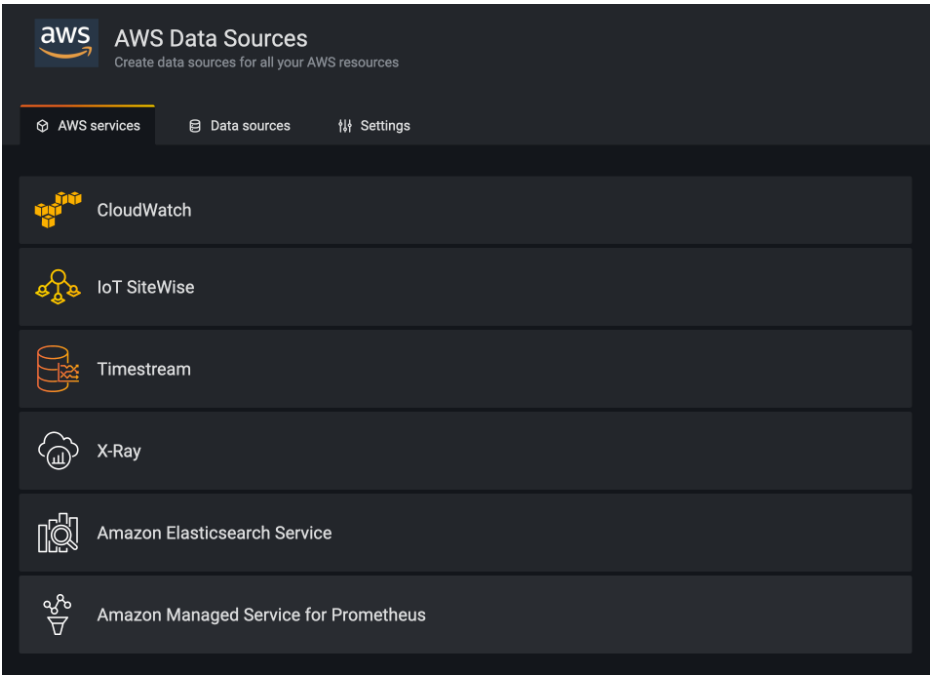 aws
AWS Data Sources
Create data sources for all your AWS resources
AWS services
Data sources
Settings
CloudWatch
IoT SiteWise
Timestream
X-Ray
Amazon Elasticsearch Service
Amazon Managed Service for Prometheus